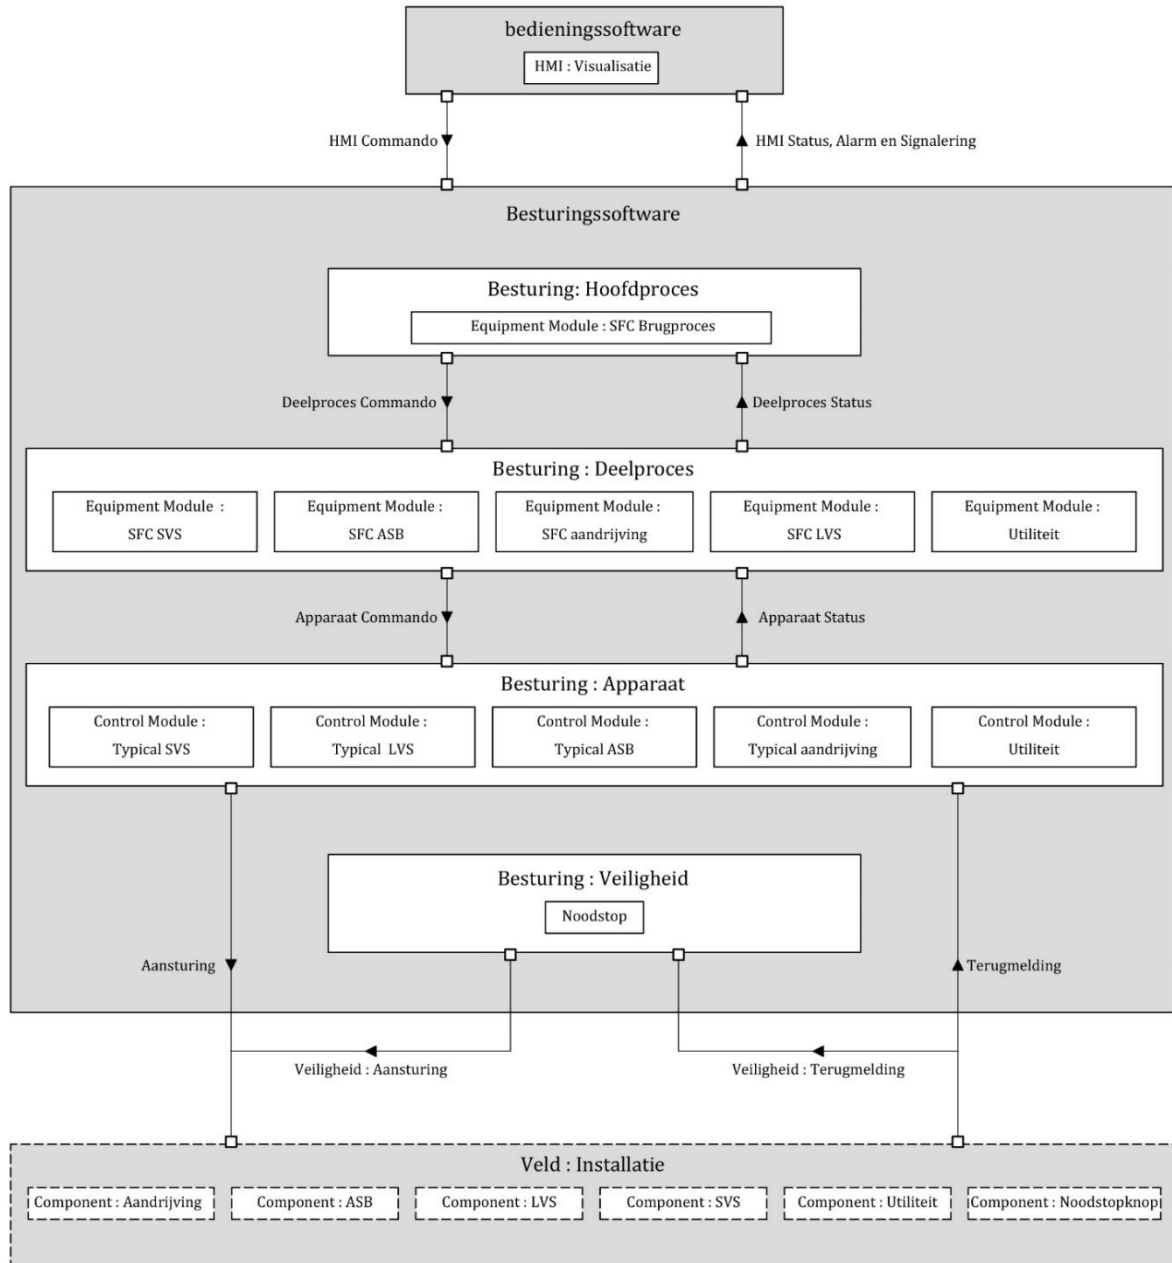 bedieningssoftware
HMI : Visualisatie
HMI Commando
HMI Status, Alarm en Signalering
Besturingssoftware
Besturing: Hoofdproces
Equipment Module : SFC Brugproces
Deelproces Commando
Deelproces Status
Besturing : Deelproces
Equipment Module :
SFC SVS
Equipment Module :
SFC ASB
Equipment Module :
SFC aandrijving
Equipment Module :
SFC LVS
Equipment Module :
Utiliteit
Apparaat Commando
Apparaat Status
Besturing : Apparaat
Control Module :
Typical SVS
Control Module :
Typical LVS
Control Module :
Typical ASB
Control Module :
Typical aandrijving
Control Module :
Utiliteit
Besturing : Veiligheid
Noodstop
Aansturing
Terugmelding
Veiligheid : Aansturing
Veiligheid : Terugmelding
Veld : Installatie
Component : Aandrijving
Component : ASB
Component : LVS
Component : SVS
Component : Utiliteit
Component : Noodstopknop